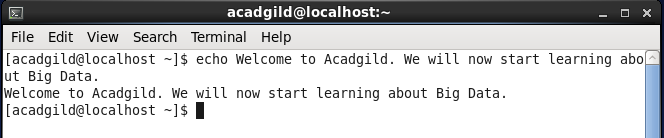 acadgild@localhost:~
File Edit View Search Terminal Help
[acadgild@localhost ~]$ echo Welcome to Acadgild. We will now start learning abo
ut Big Data.
Welcome to Acadgild. We will now start learning about Big Data.
[acadgild@localhost ~]$